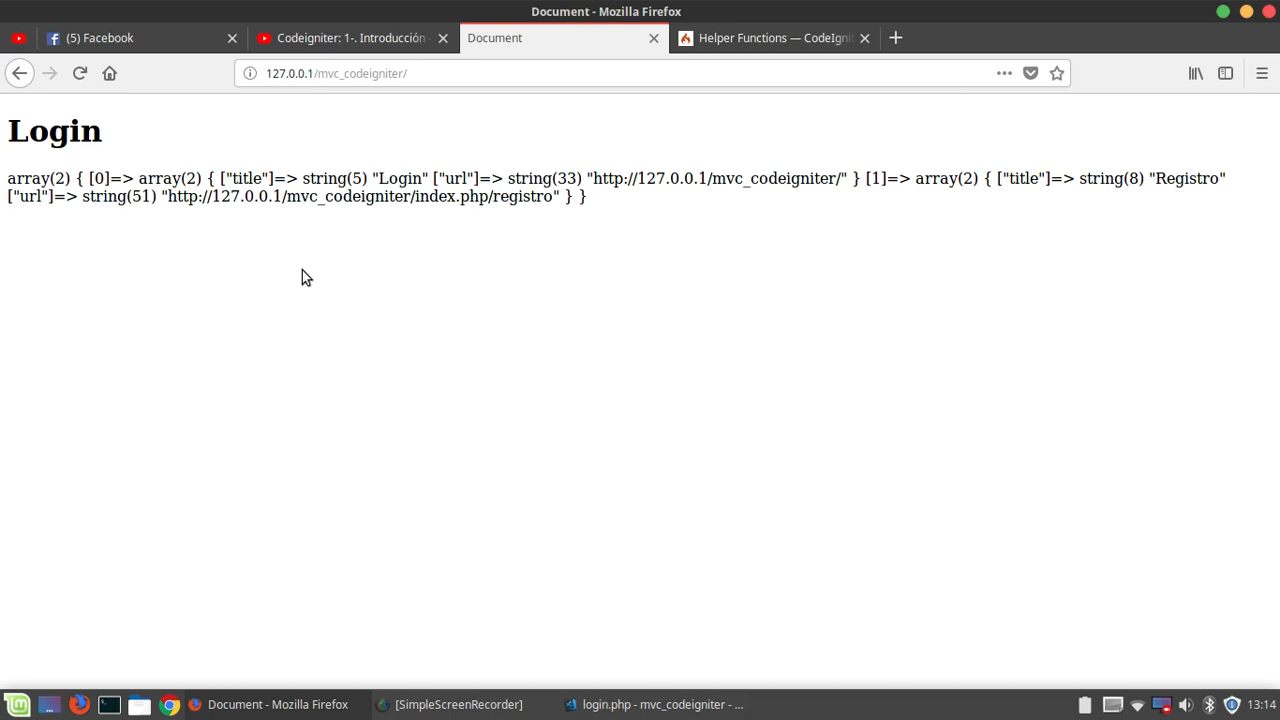 Document - Mozilla Firefox
(5) Facebook
Codeigniter: 1-. Introducción
Document
Helper Functions — CodeIgni
127.0.0.1/mvc_codeigniter/
Login
array(2) { [0]=> array(2) { ["title"]=> string(5) "Login" ["url"]=> string(33) "http://127.0.0.1/mvc_codeigniter/" } [1]=> array(2) { ["title"]=> string(8) "Registro"
["url"]=> string(51) "http://127.0.0.1/mvc_codeigniter/index.php/registro" } }
Document - Mozilla Firefox
[SimpleScreenRecorder]
login.php - mvc_codeigniter - ...
13:14